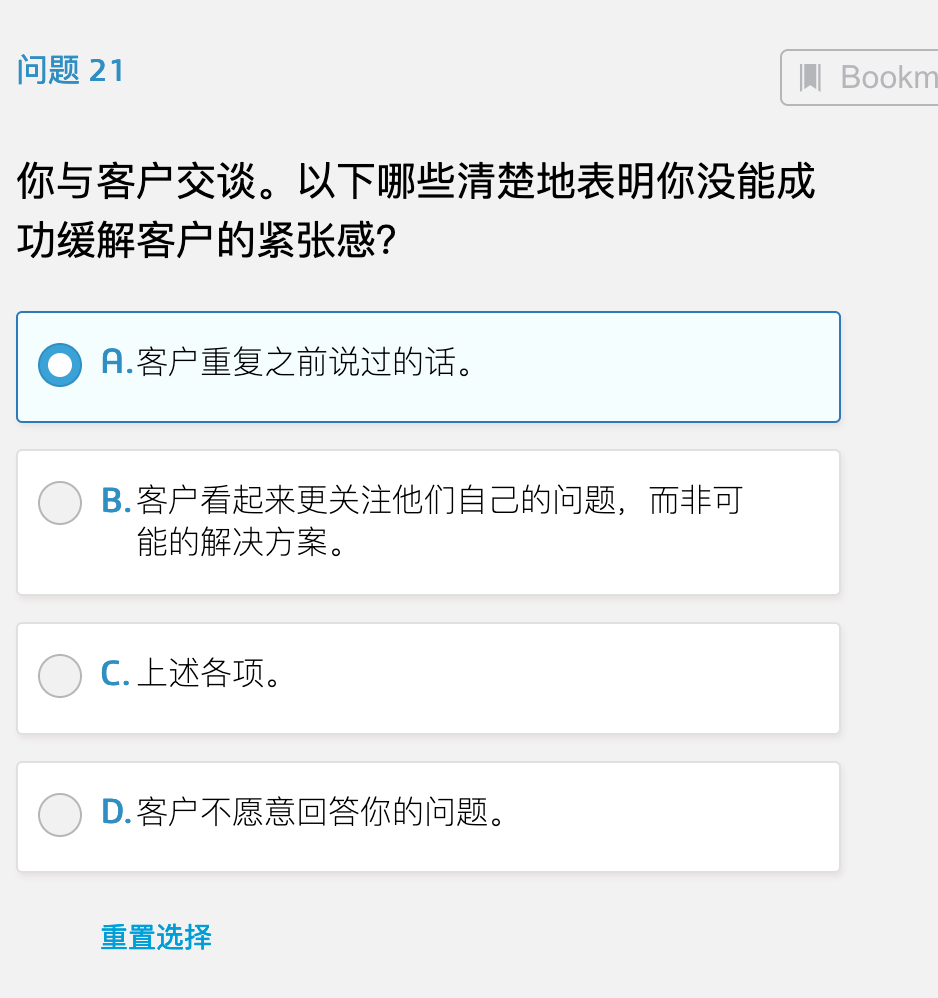 问题 21
Bookm
你与客户交谈。以下哪些清楚地表明你没能成
功缓解客户的紧张感?
A.客户重复之前说过的话。
B.客户看起来更关注他们自己的问题，而非可
能的解决方案。
C.上述各项。
D.客户不愿意回答你的问题。
重置选择